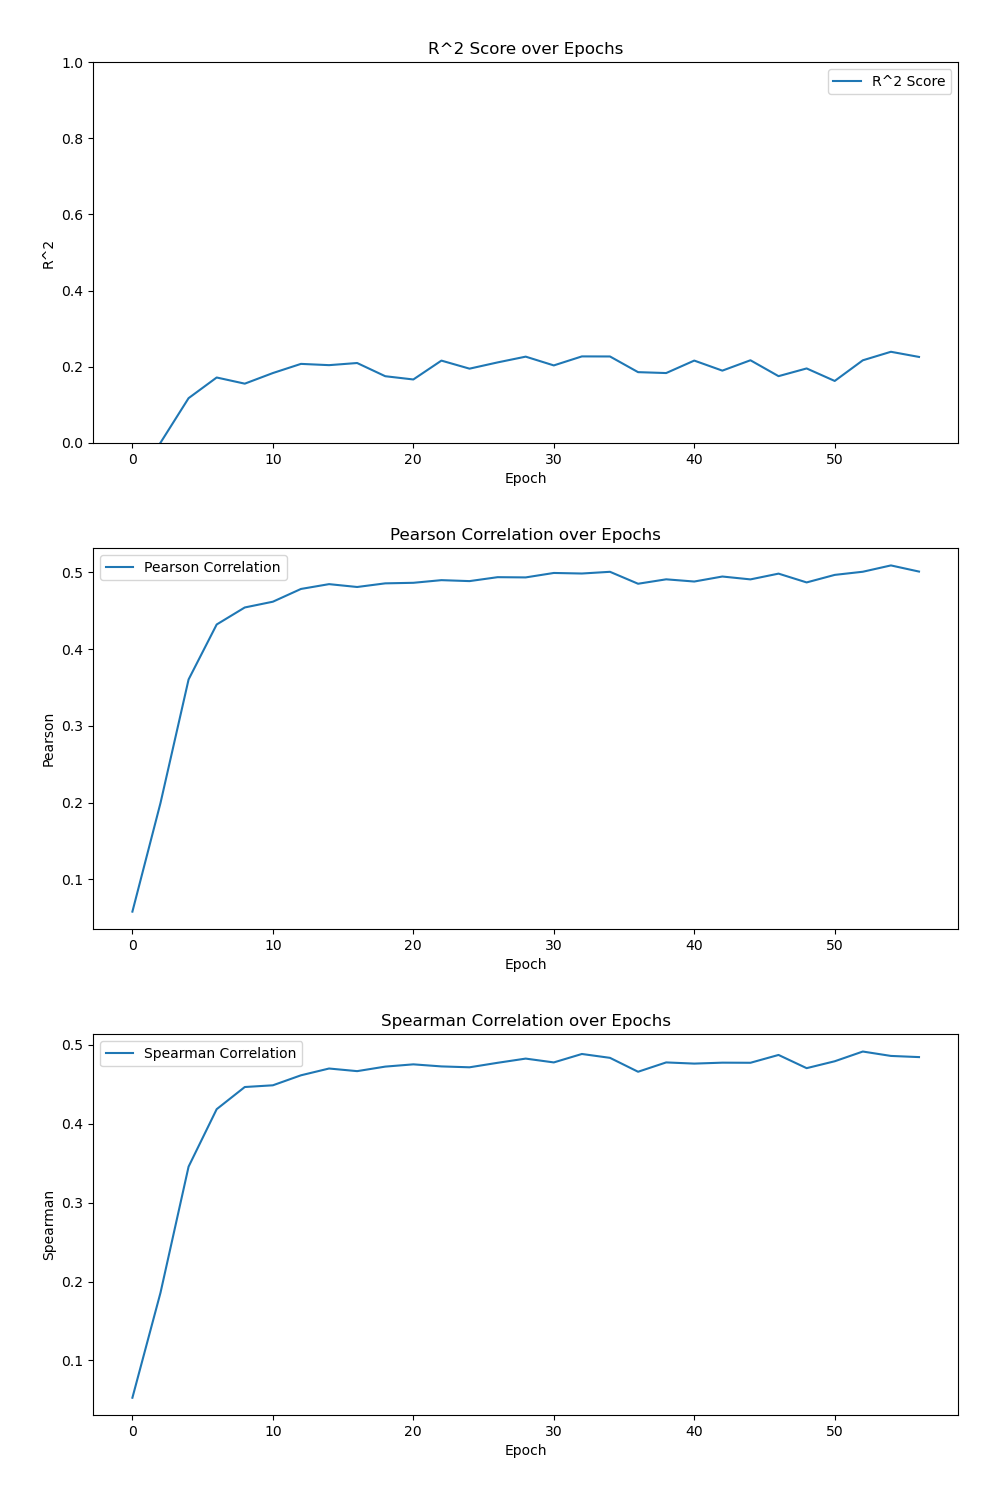 R^2 Score over Epochs
R^2 Score
1.0
0.8
0.6
0.4
0.2
0.0
R^2
0 10 20 30 40 50
Epoch
Pearson Correlation over Epochs
Pearson Correlation
0.5
0.4
0.3
0.2
0.1
Pearson
0 10 20 30 40 50
Epoch
Spearman Correlation over Epochs
Spearman Correlation
0.5
0.4
0.3
0.2
0.1
Spearman
0 10 20 30 40 50
Epoch